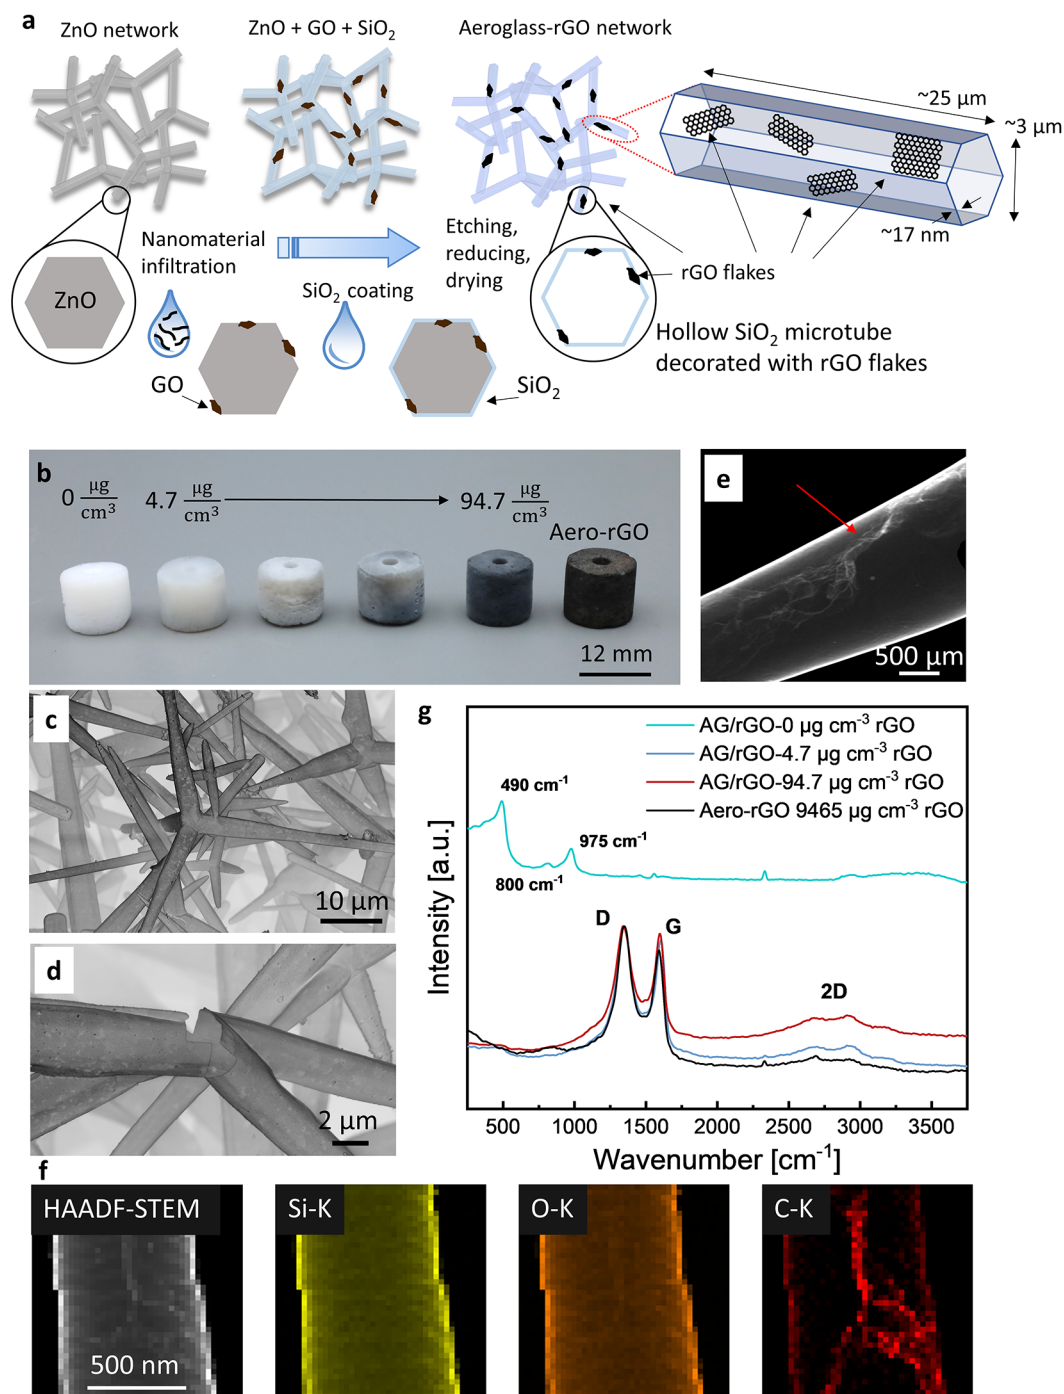 a
ZnO network
ZnO + GO + SiO₂
Aeroglass-rGO network
~25 µm
~3 µm
~17 nm
Nanomaterial
infiltration
SiO₂ coating
Etching,
reducing,
drying
rGO flakes
ZnO
GO
SiO₂
Hollow SiO₂ microtube
decorated with rGO flakes
b
0 µg/cm³
4.7 µg/cm³
94.7 µg/cm³
Aero-rGO
12 mm
e
500 µm
c
10 µm
d
2 µm
g
AG/rGO-0 µg cm⁻³ rGO
AG/rGO-4.7 µg cm⁻³ rGO
AG/rGO-94.7 µg cm⁻³ rGO
Aero-rGO 9465 µg cm⁻³ rGO
490 cm⁻¹
975 cm⁻¹
800 cm⁻¹
D
G
2D
Intensity [a.u.]
500 1000 1500 2000 2500 3000 3500
Wavenumber [cm⁻¹]
f
HAADF-STEM
Si-K
O-K
C-K
500 nm